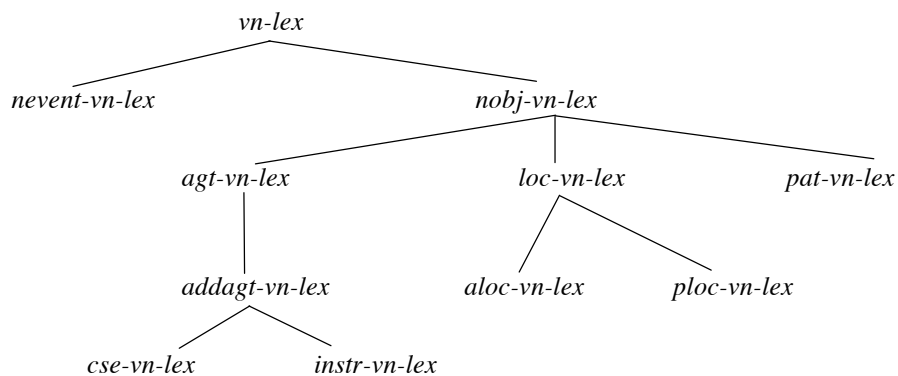 vn-lex
nevent-vn-lex nobj-vn-lex
agt-vn-lex loc-vn-lex pat-vn-lex
addagt-vn-lex aloc-vn-lex ploc-vn-lex
cse-vn-lex instr-vn-lex